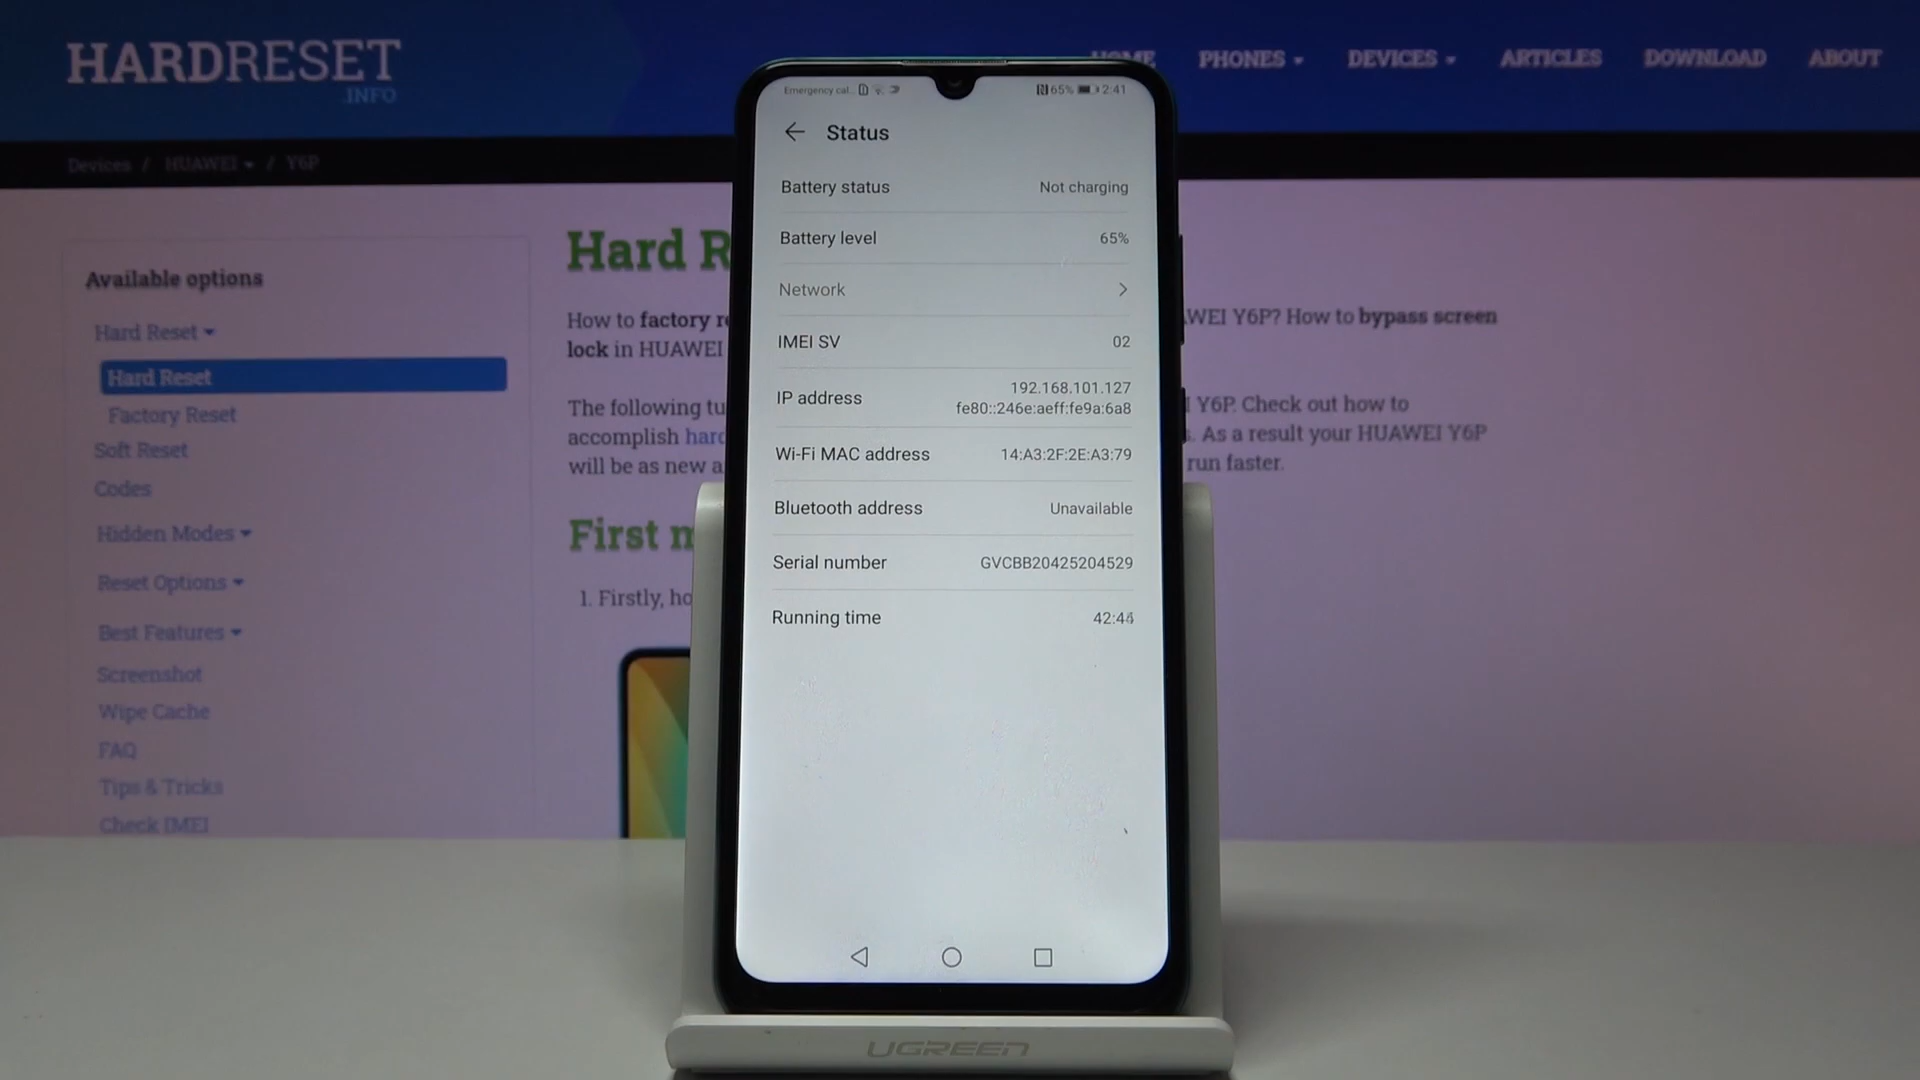 HARDRESET
.INFO
HOME PHONES DEVICES ARTICLES DOWNLOAD ABOUT
Devices / HUAWEI / Y6P
Available options
Hard Reset
Hard Reset
Factory Reset
Soft Reset
Codes
Hidden Modes
Reset Options
Best Features
Screenshot
Wipe Cache
FAQ
Tips & Tricks
Check IMEI
Hard R
How to factory re
lock in HUAWEI
WEI Y6P? How to bypass screen
The following tu
accomplish hard
will be as new a
Y6P. Check out how to
. As a result your HUAWEI Y6P
run faster.
First m
1. Firstly, ho
Emergency cal... 65% 2:41
Status
Battery status Not charging
Battery level 65%
Network
IMEI SV 02
IP address 192.168.101.127
fe80::246e:aeff:fe9a:6a8
Wi-Fi MAC address 14:A3:2F:2E:A3:79
Bluetooth address Unavailable
Serial number GVCBB20425204529
Running time 42:44
UGREEN